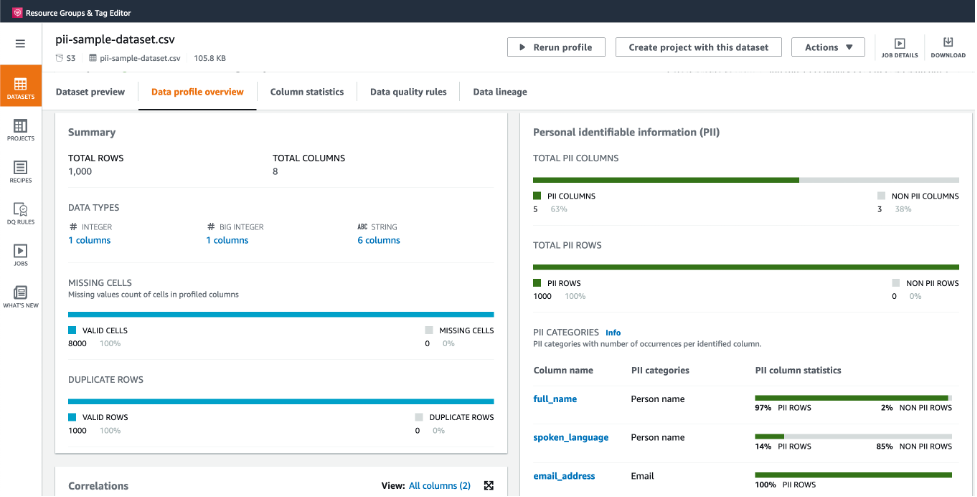 Resource Groups & Tag Editor
pii-sample-dataset.csv
S3 pii-sample-dataset.csv 105.8 KB
Rerun profile
Create project with this dataset
Actions
JOB DETAILS
DOWNLOAD
DATASETS
PROJECTS
RECIPES
DQ RULES
JOBS
WHAT'S NEW
Dataset preview Data profile overview Column statistics Data quality rules Data lineage
Summary
TOTAL ROWS TOTAL COLUMNS
1,000 8
DATA TYPES
# INTEGER # BIG INTEGER ABC STRING
1 columns 1 columns 6 columns
MISSING CELLS
Missing values count of cells in profiled columns
VALID CELLS MISSING CELLS
8000 100% 0 0%
DUPLICATE ROWS
VALID ROWS DUPLICATE ROWS
1000 100% 0 0%
Correlations View: All columns (2)
Personal identifiable information (PII)
TOTAL PII COLUMNS
PII COLUMNS NON PII COLUMNS
5 63% 3 38%
TOTAL PII ROWS
PII ROWS NON PII ROWS
1000 100% 0 0%
PII CATEGORIES Info
PII categories with number of occurrences per identified column.
Column name PII categories PII column statistics
full_name Person name
97% PII ROWS 2% NON PII ROWS
spoken_language Person name
14% PII ROWS 85% NON PII ROWS
email_address Email
100% PII ROWS